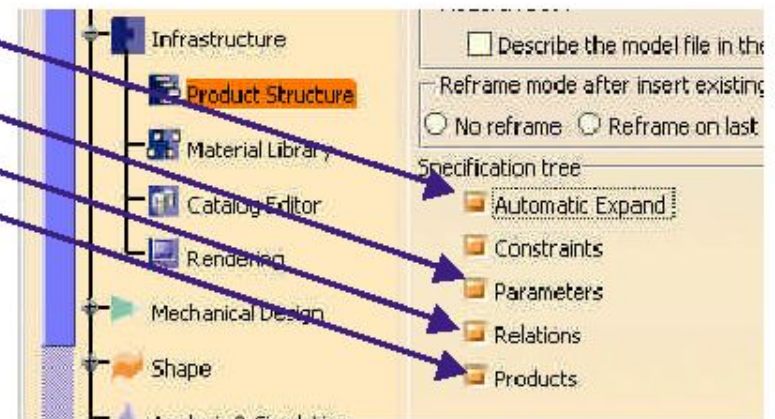 Infrastructure
Product Structure
Material Library
Catalog Editor
Rendering
Mechanical Design
Shape
Describe the model file in the
Reframe mode after insert existing
No reframe
Reframe on last
Specification tree
Automatic Expand
Constraints
Parameters
Relations
Products